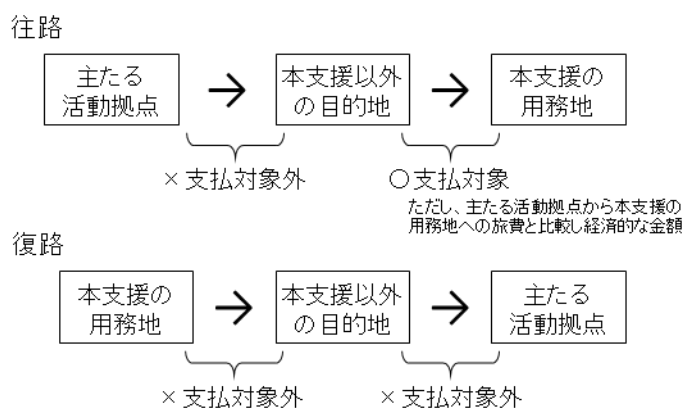 往路
主たる
活動拠点
→
本支援以外
の目的地
→
本支援の
用務地
×支払対象外
○支払対象
ただし、主たる活動拠点から本支援の
用務地への旅費と比較し経済的な金額
復路
本支援の
用務地
→
本支援以外
の目的地
→
主たる
活動拠点
×支払対象外
×支払対象外